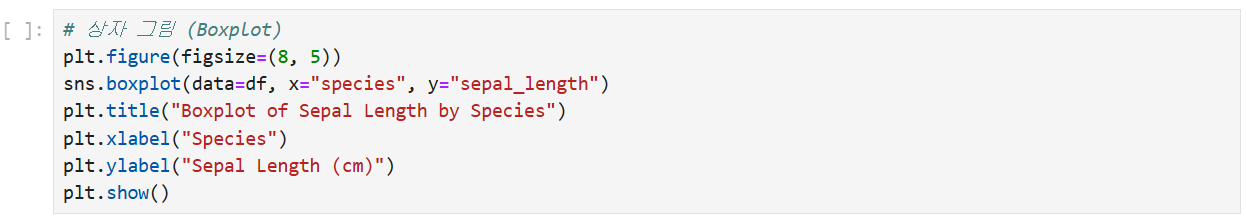 [ ]: # 상자 그림 (Boxplot)
plt.figure(figsize=(8, 5))
sns.boxplot(data=df, x="species", y="sepal_length")
plt.title("Boxplot of Sepal Length by Species")
plt.xlabel("Species")
plt.ylabel("Sepal Length (cm)")
plt.show()